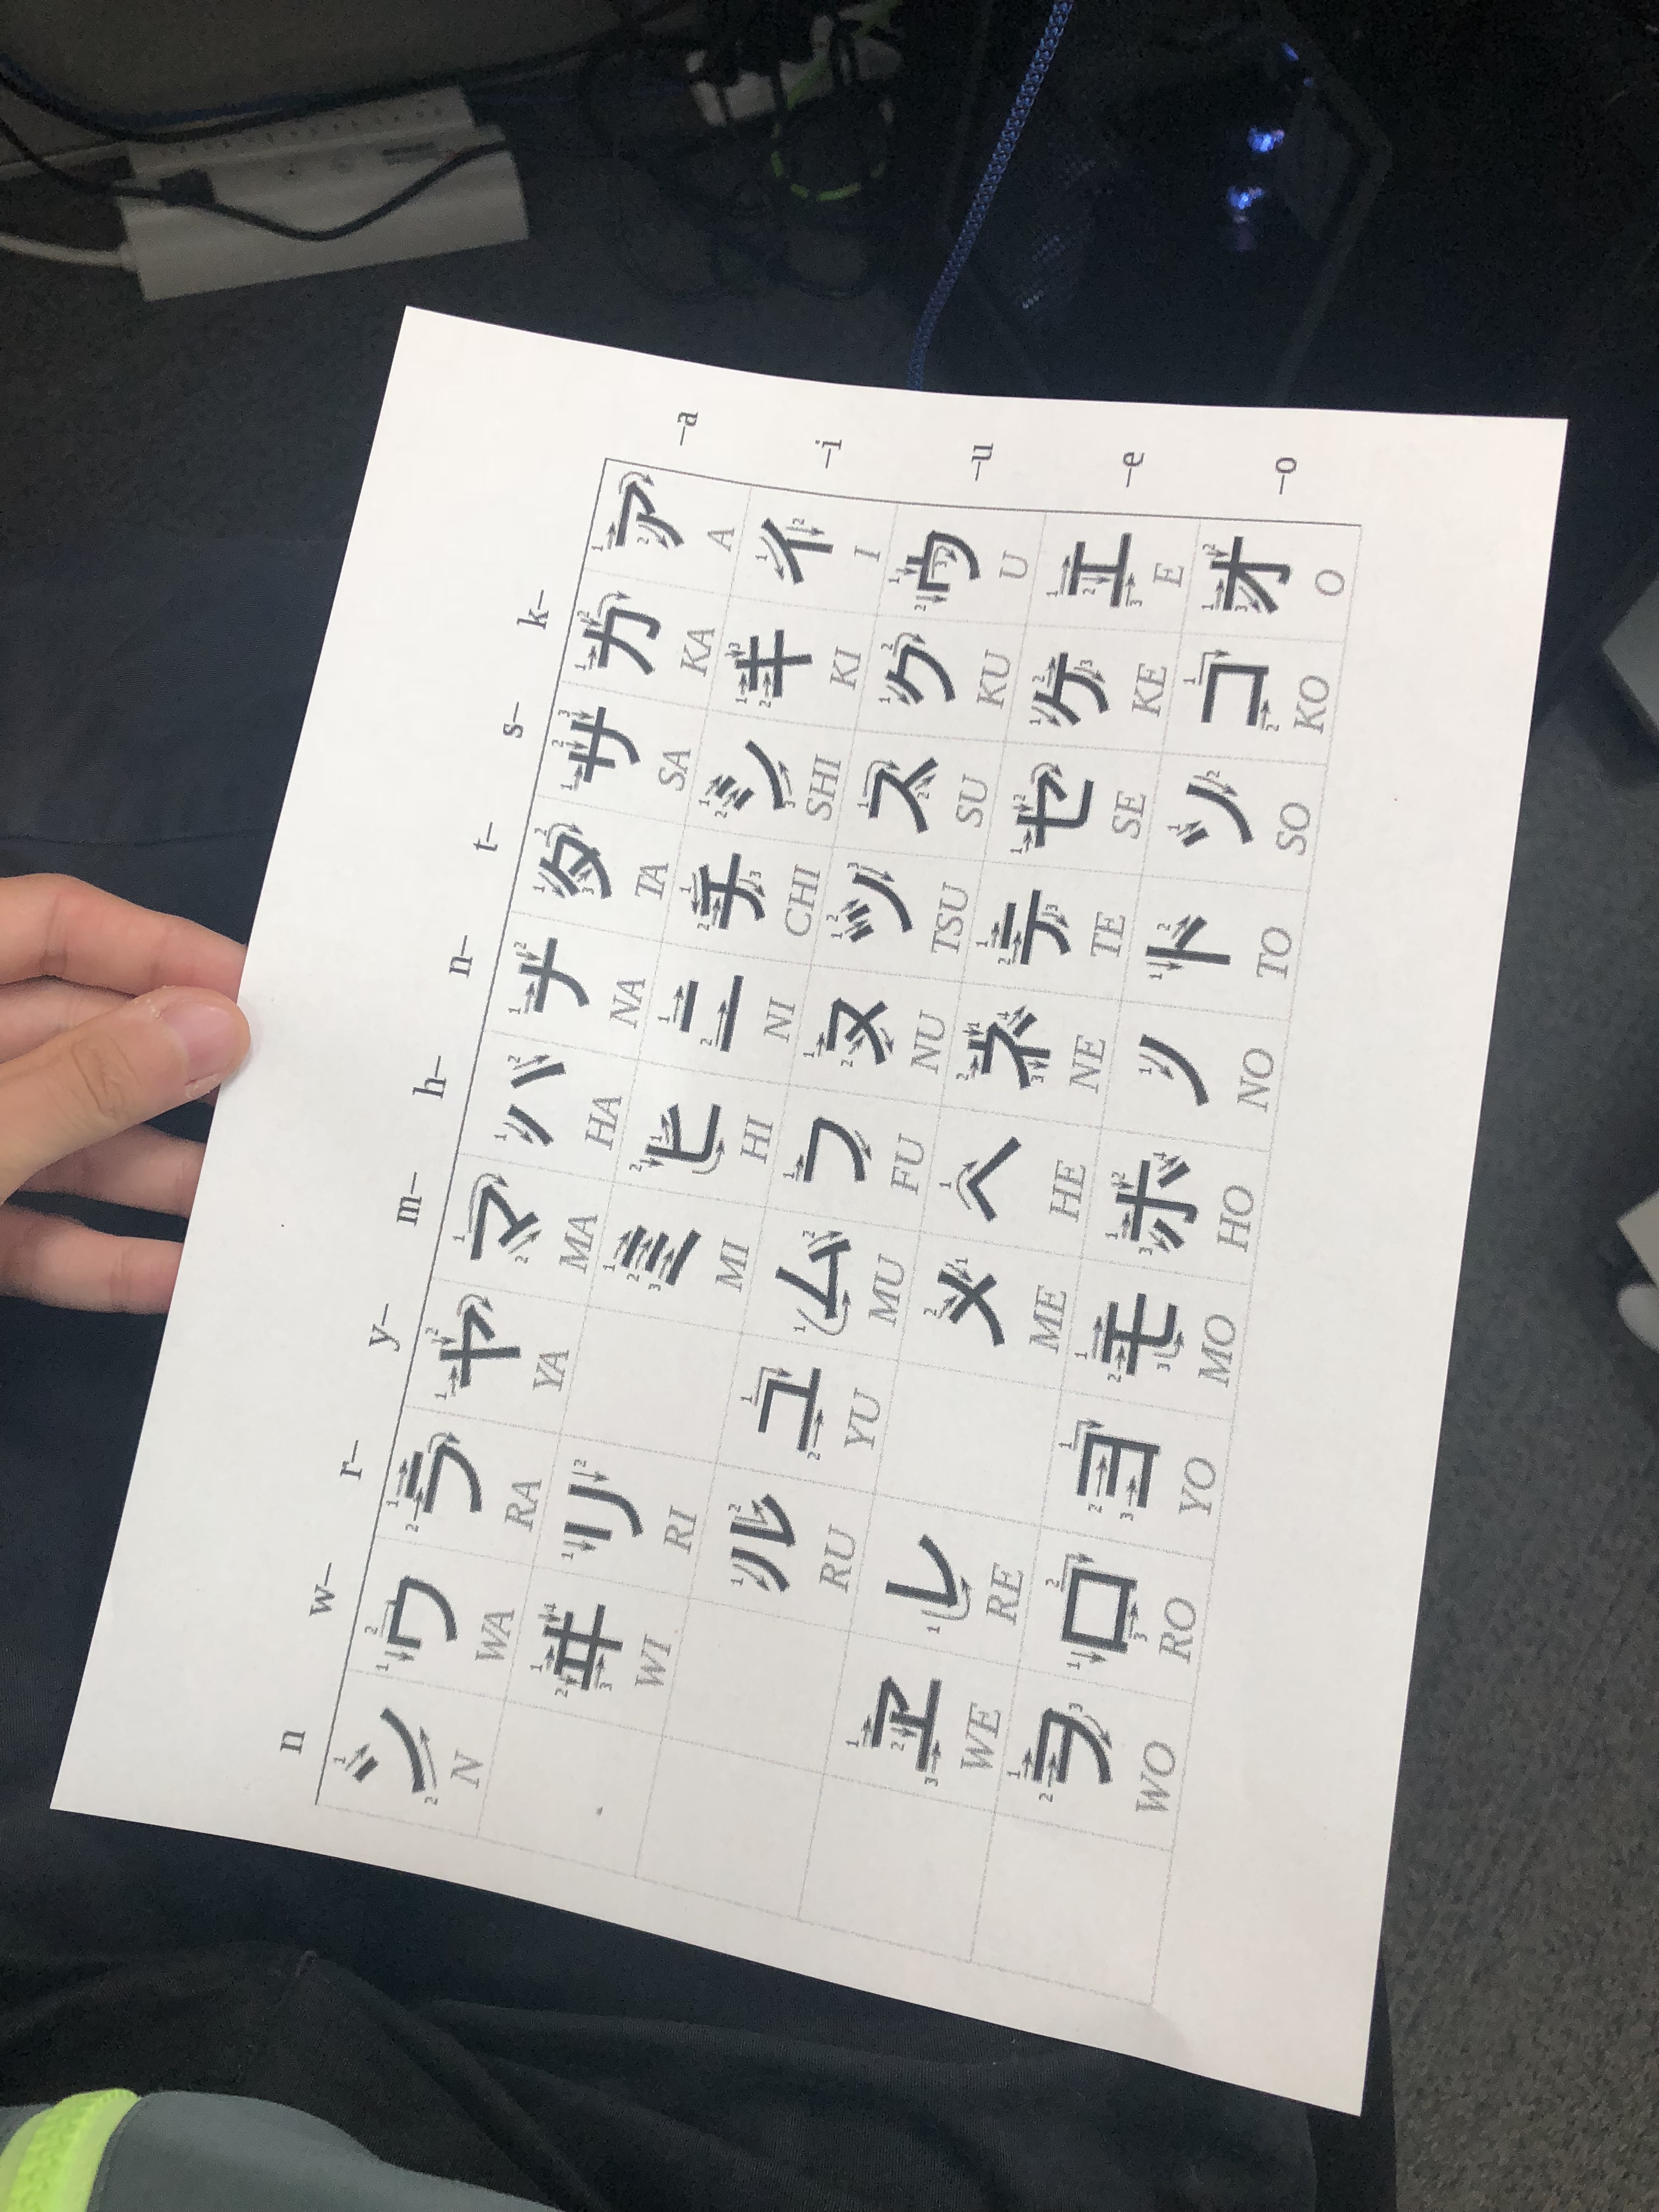 n w– r– y– m– h– n– t– s– k–
ン ワ ラ ヤ マ ハ ナ タ サ カ ア –a
N WA RA YA MA HA NA TA SA KA A
ヰ リ ミ ヒ ニ チ シ キ イ –i
WI RI MI HI NI CHI SHI KI I
ル ユ ム フ ヌ ツ ス ク ウ –u
RU YU MU FU NU TSU SU KU U
ヱ レ メ ヘ ネ テ セ ケ エ –e
WE RE ME HE NE TE SE KE E
ヲ ロ ヨ モ ホ ノ ト ソ コ オ –o
WO RO YO MO HO NO TO SO KO O